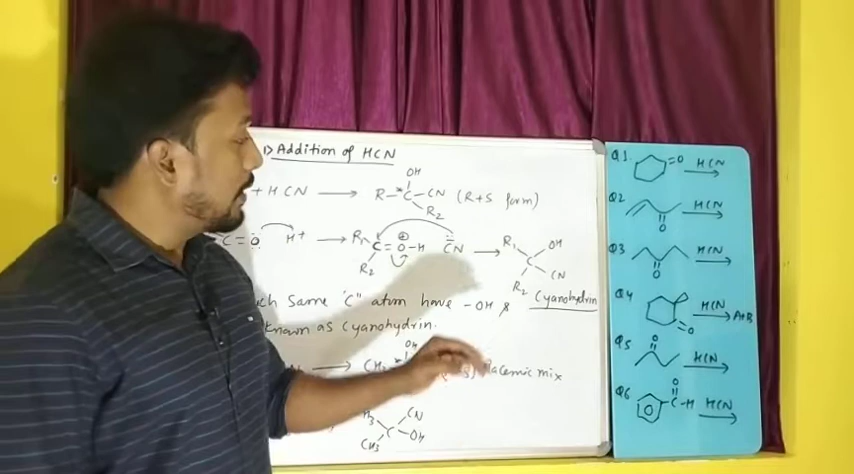 1) Addition of HCN
+ HCN → R-*C-CN (R+S form)
OH
R2
C=O H+ → R1 C=O-H CN → R1 OH
R2 ⊕ R2 CN
Same "C" atom have -OH & Cyanohydrin
known as Cyanohydrin.
OH
→ CH3 Racemic mix
H3 CN
CH3 OH
Q1 =O HCN →
Q2 O HCN →
Q3 O HCN →
Q4 O HCN → A+B
Q5 O HCN →
Q6 O C-H HCN →